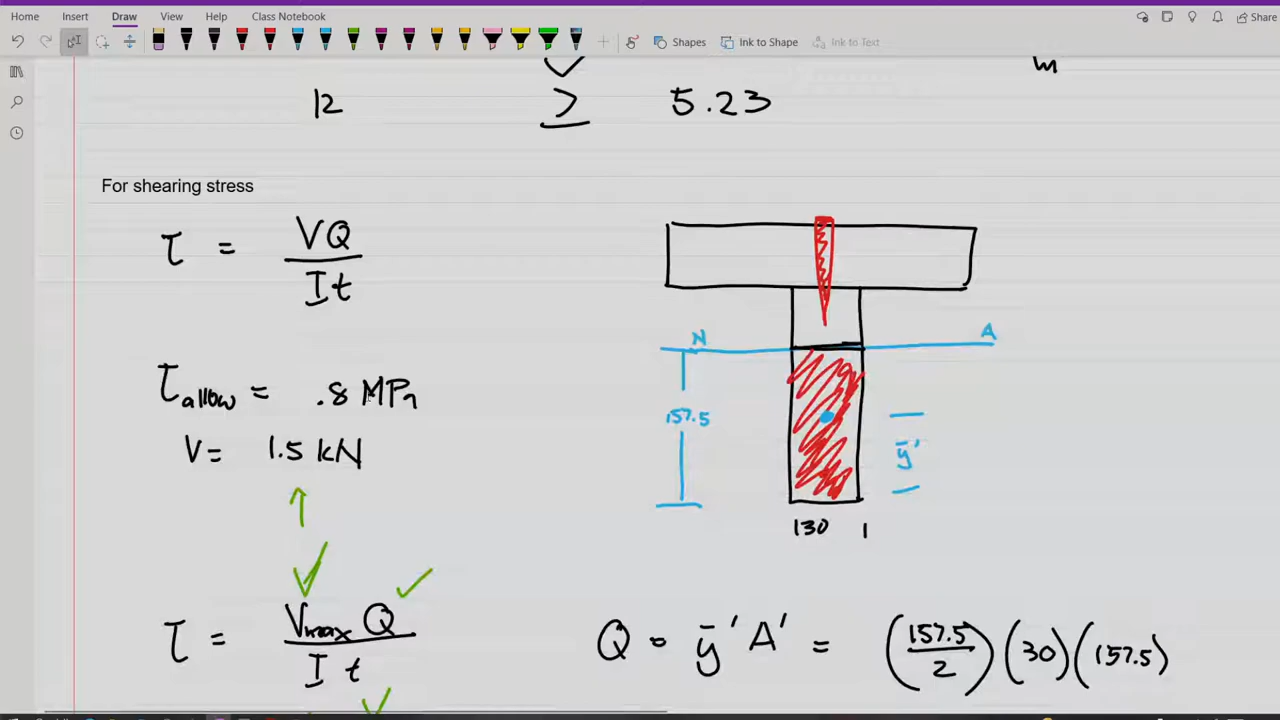 Home Insert Draw View Help Class Notebook
Share
Shapes Ink to Shape Ink to Text
m
12 ≥ 5.23
For shearing stress
τ = VQ / It
N A
τallow = .8 MPa
V = 1.5 kN
157.5
ȳ'
|30 |
τ = Vmax Q / I t
Q = ȳ' A' = (157.5/2)(30)(157.5)